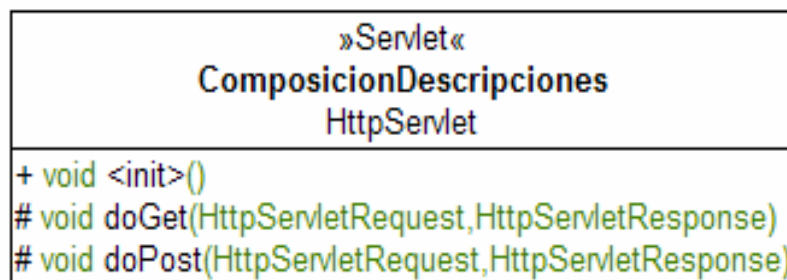 »Servlet«
ComposicionDescripciones
HttpServlet
+ void <init>()
# void doGet(HttpServletRequest,HttpServletResponse)
# void doPost(HttpServletRequest,HttpServletResponse)